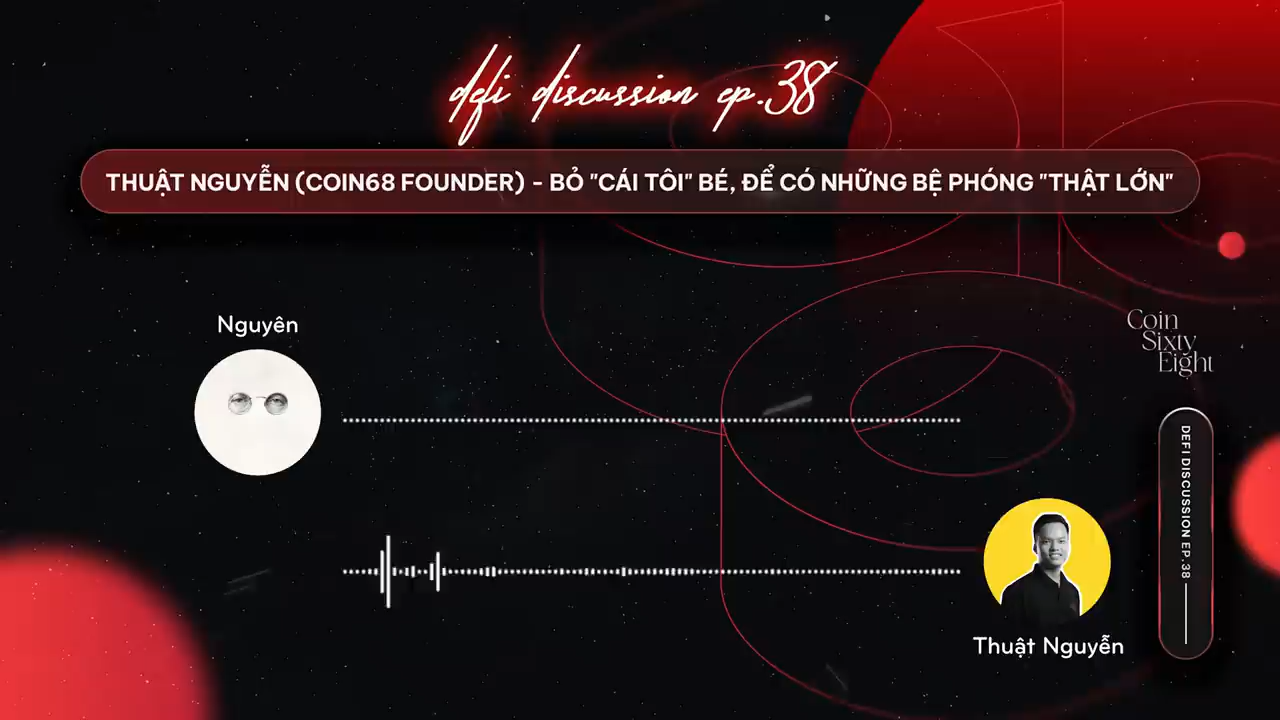 defi discussion ep.38
THUẬT NGUYỄN (COIN68 FOUNDER) - BỎ "CÁI TÔI" BÉ, ĐỂ CÓ NHỮNG BỆ PHÓNG "THẬT LỚN"
Nguyên
Coin
Sixty
Eight
DEFI DISCUSSION EP.38
Thuật Nguyễn